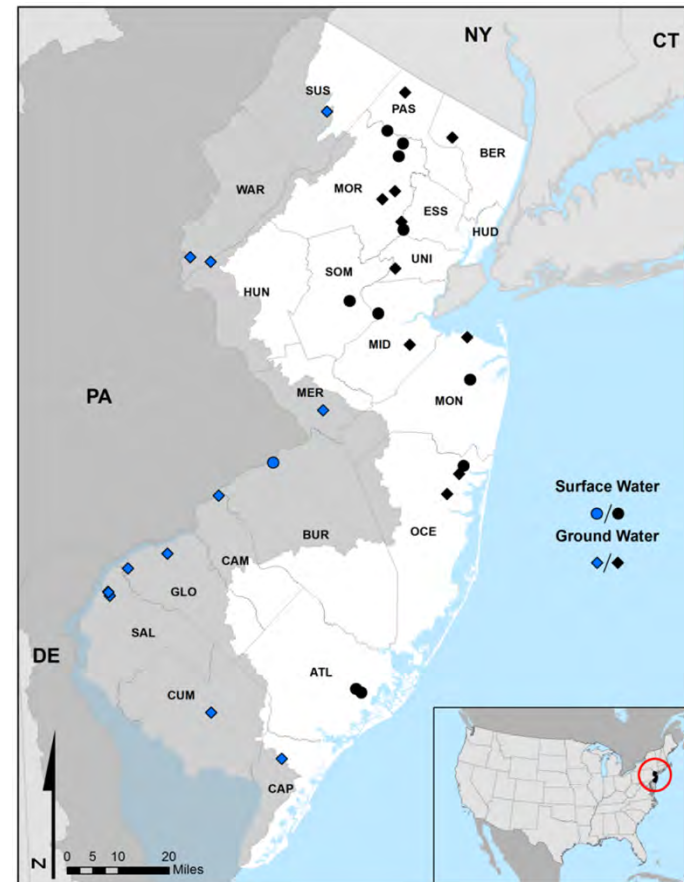 NY
CT
SUS
PAS
BER
WAR
MOR
ESS
HUD
UNI
SOM
HUN
MID
MER
PA
MON
Surface Water
/
Ground Water
/
OCE
BUR
CAM
GLO
SAL
DE
ATL
CUM
CAP
N
0 5 10 20
Miles